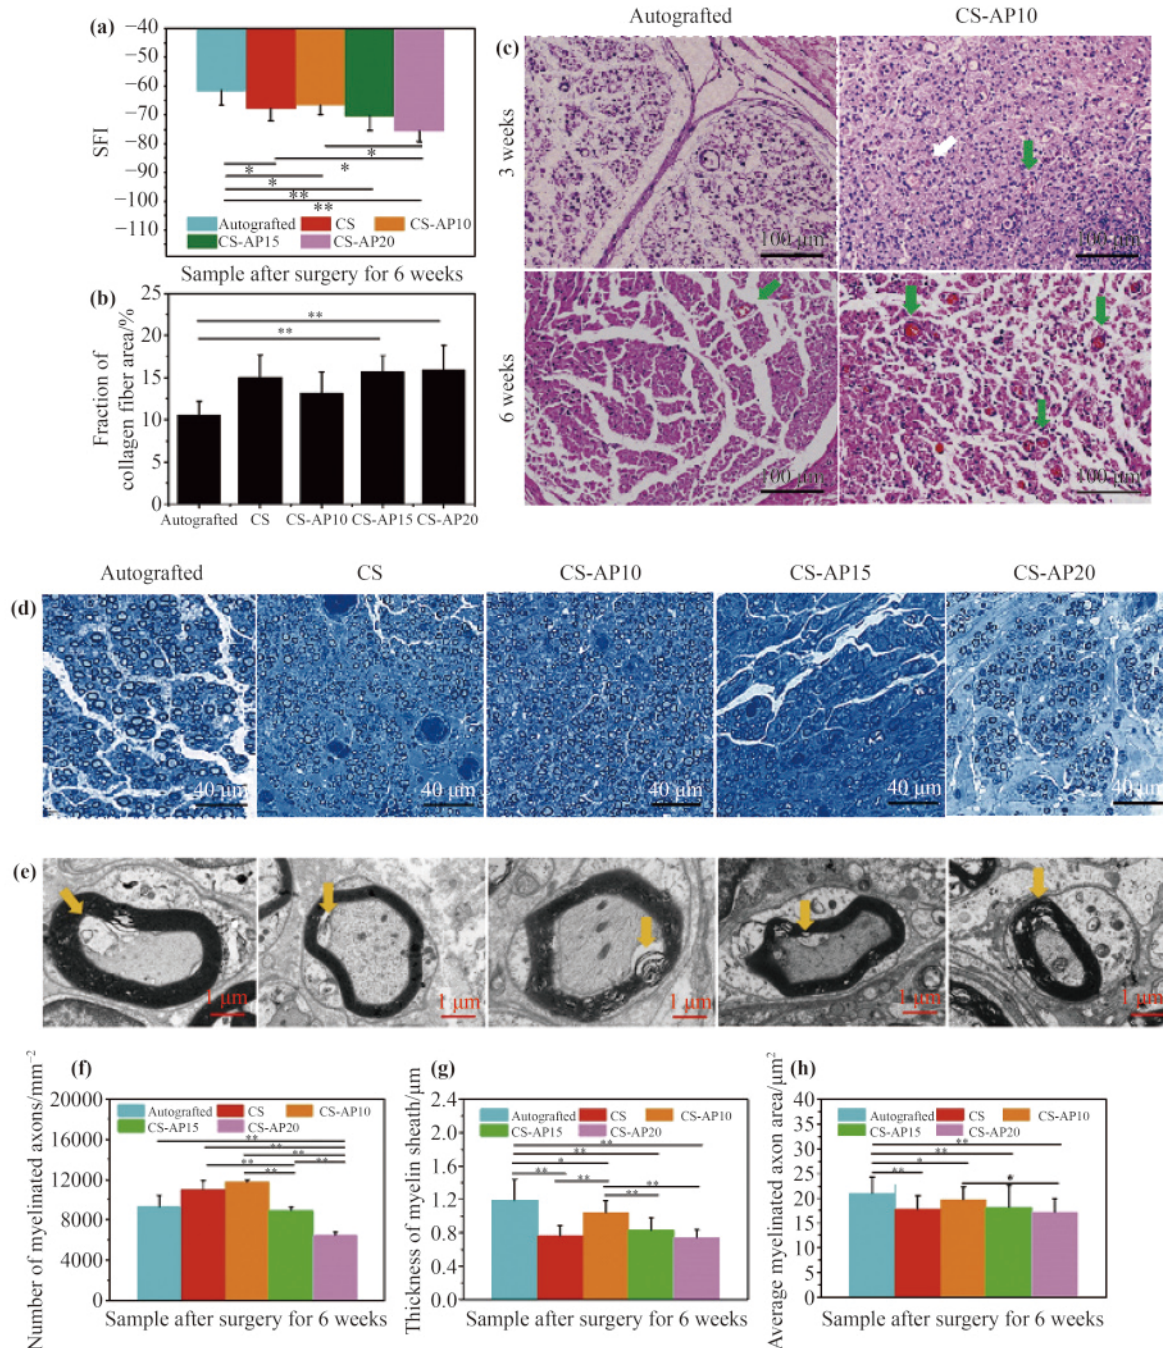 (a)
−40
−50
−60
−70
−80
−90
−100
−110
SFI
*
*
*
*
**
**
Autografted CS CS-AP10
CS-AP15 CS-AP20
Sample after surgery for 6 weeks
(b)
25
20
15
10
5
0
Fraction of
collagen fiber area/%
**
**
Autografted CS CS-AP10 CS-AP15 CS-AP20
(c)
Autografted CS-AP10
3 weeks
100 μm 100 μm
6 weeks
100 μm 100 μm
Autografted CS CS-AP10 CS-AP15 CS-AP20
(d)
40 μm 40 μm 40 μm 40 μm 40 μm
(e)
1 μm 1 μm 1 μm 1 μm 1 μm
(f)
Number of myelinated axons/mm⁻²
20000
16000
12000
8000
4000
0
Autografted CS CS-AP10
CS-AP15 CS-AP20
**
**
**
** **
**
Sample after surgery for 6 weeks
(g)
Thickness of myelin sheath/μm
2.4
2.0
1.6
1.2
0.8
0.4
0.0
Autografted CS CS-AP10
CS-AP15 CS-AP20
**
**
*
**
** **
**
Sample after surgery for 6 weeks
(h)
Average myelinated axon area/μm²
40
35
30
25
20
15
10
5
0
Autografted CS CS-AP10
CS-AP15 CS-AP20
**
**
*
** *
Sample after surgery for 6 weeks